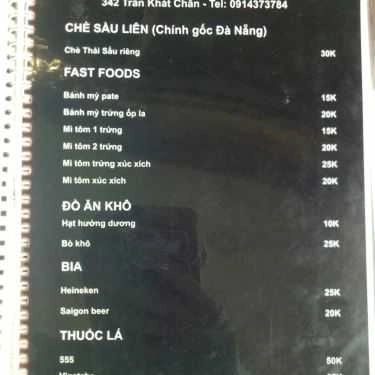 342 Trần Khát Chân - Tel: 0914373784
CHÈ SẦU LIÊN (Chính gốc Đà Nẵng)
Chè Thái Sầu riêng 30K
FAST FOODS
Bánh mỳ pate 15K
Bánh mỳ trứng ốp la 20K
Mì tôm 1 trứng 15K
Mì tôm 2 trứng 20K
Mì tôm trứng xúc xích 25K
Mì tôm xúc xích 20K
ĐỒ ĂN KHÔ
Hạt hướng dương 10K
Bò khô 25K
BIA
Heineken 25K
Saigon beer 20K
THUỐC LÁ
555 50K